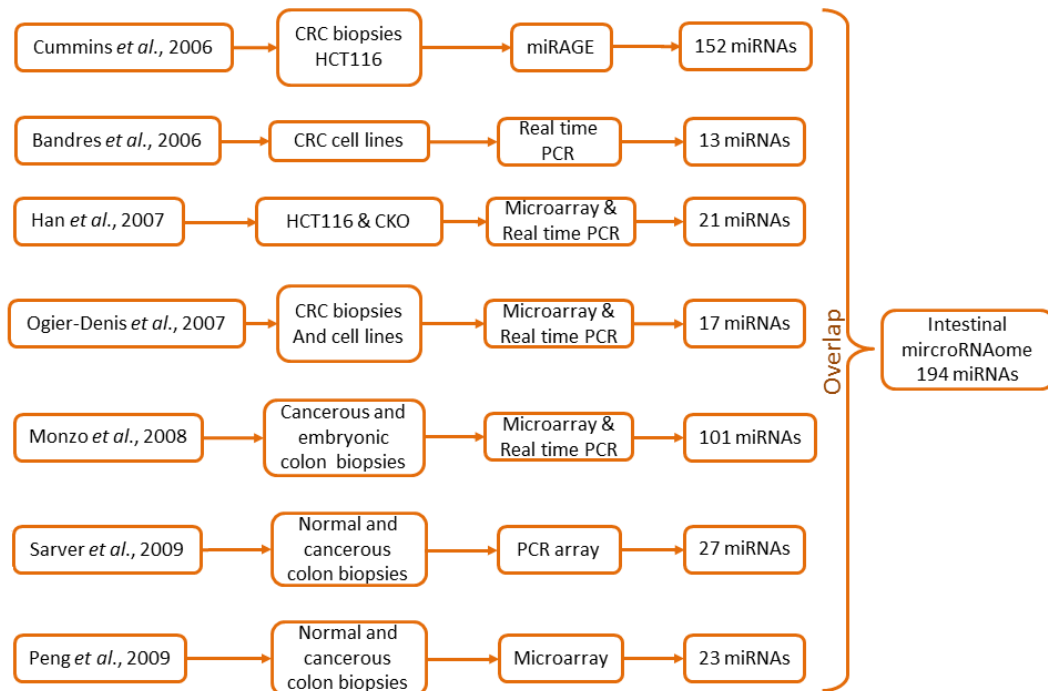 Cummins et al., 2006
CRC biopsies
HCT116
miRAGE
152 miRNAs
Bandres et al., 2006
CRC cell lines
Real time
PCR
13 miRNAs
Han et al., 2007
HCT116 & CKO
Microarray &
Real time PCR
21 miRNAs
Ogier-Denis et al., 2007
CRC biopsies
And cell lines
Microarray &
Real time PCR
17 miRNAs
Monzo et al., 2008
Cancerous and
embryonic
colon biopsies
Microarray &
Real time PCR
101 miRNAs
Sarver et al., 2009
Normal and
cancerous
colon biopsies
PCR array
27 miRNAs
Peng et al., 2009
Normal and
cancerous
colon biopsies
Microarray
23 miRNAs
Overlap
Intestinal
mircroRNAome
194 miRNAs